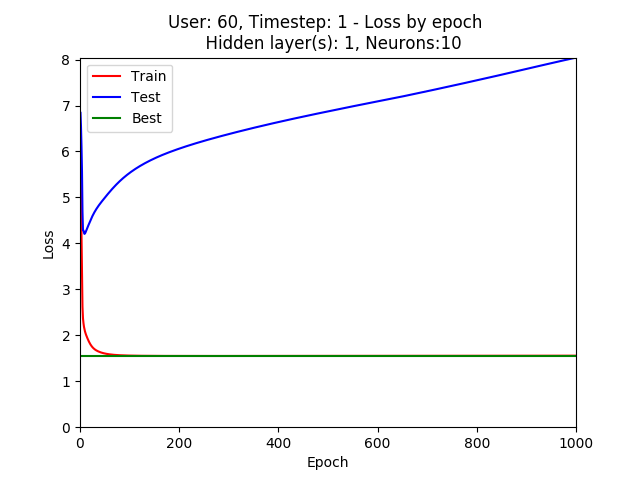 User: 60, Timestep: 1 - Loss by epoch
Hidden layer(s): 1, Neurons:10
Train
Test
Best
8
7
6
5
4
3
2
1
0
Loss
0 200 400 600 800 1000
Epoch